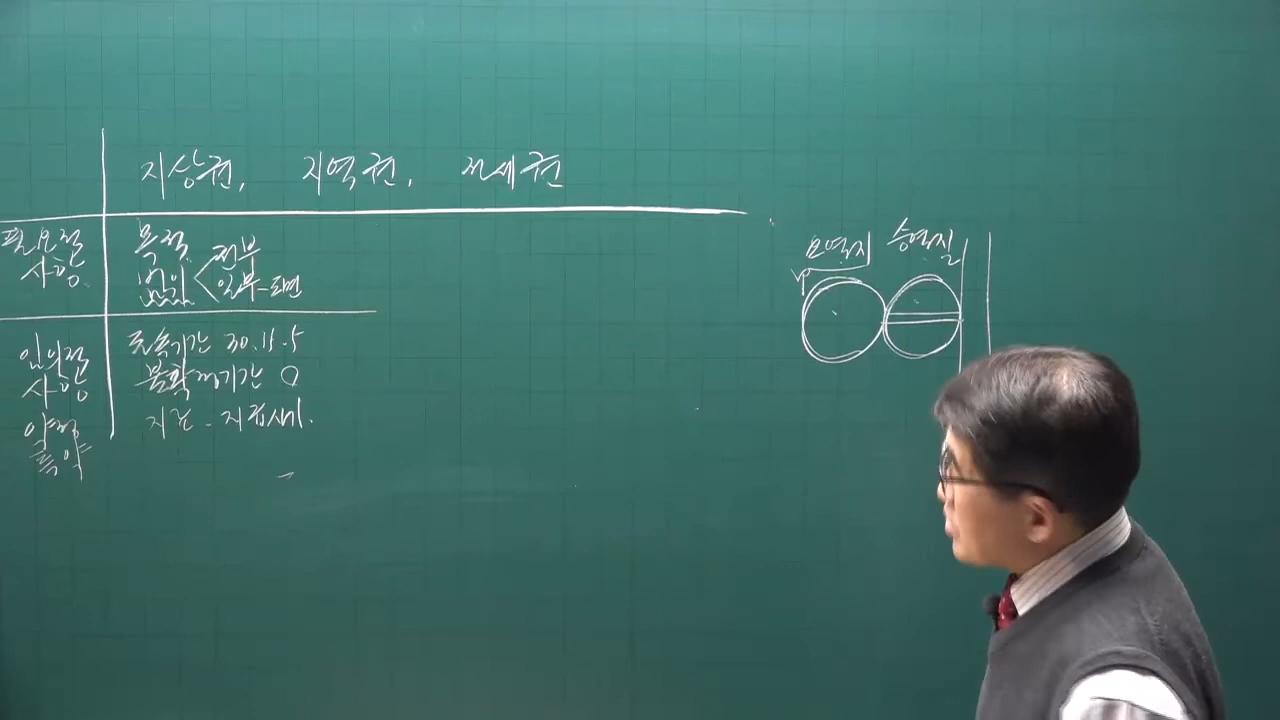 지상권, 지역권, 전세권
필요적
사항
목적
범위 < 전부
일부-도면
임의적
사항
약정
특약
존속기간 30.15.5
불확정기간 O
지료 - 지급시기.
요역지 승역지